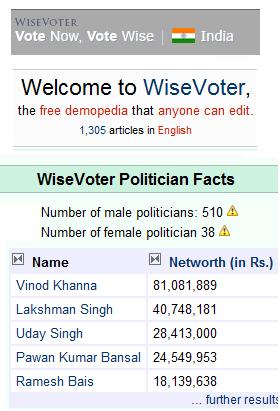 WISEVOTER
Vote Now, Vote Wise | India
Welcome to WiseVoter,
the free demopedia that anyone can edit.
1,305 articles in English
WiseVoter Politician Facts
Number of male politicians: 510
Number of female politician 38
Name Networth (in Rs.)
Vinod Khanna 81,081,889
Lakshman Singh 40,748,181
Uday Singh 28,413,000
Pawan Kumar Bansal 24,549,953
Ramesh Bais 18,139,638
... further results